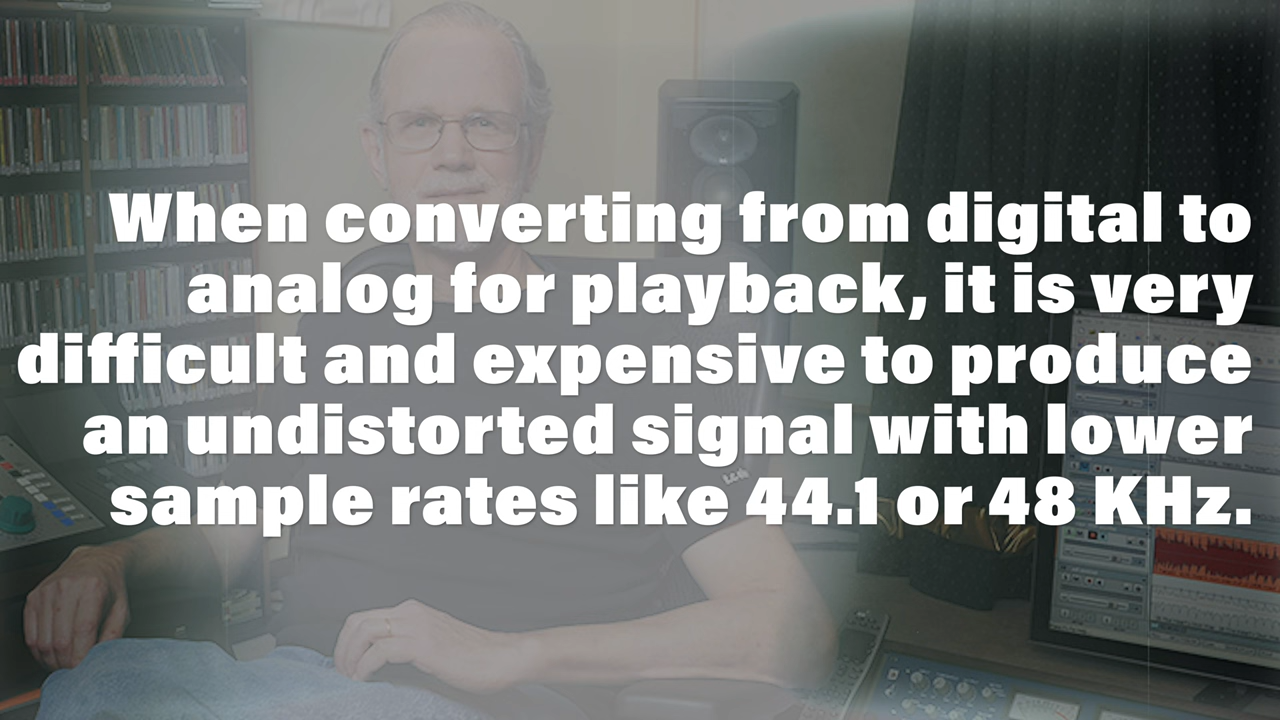 When converting from digital to
analog for playback, it is very
difficult and expensive to produce
an undistorted signal with lower
sample rates like 44.1 or 48 KHz.